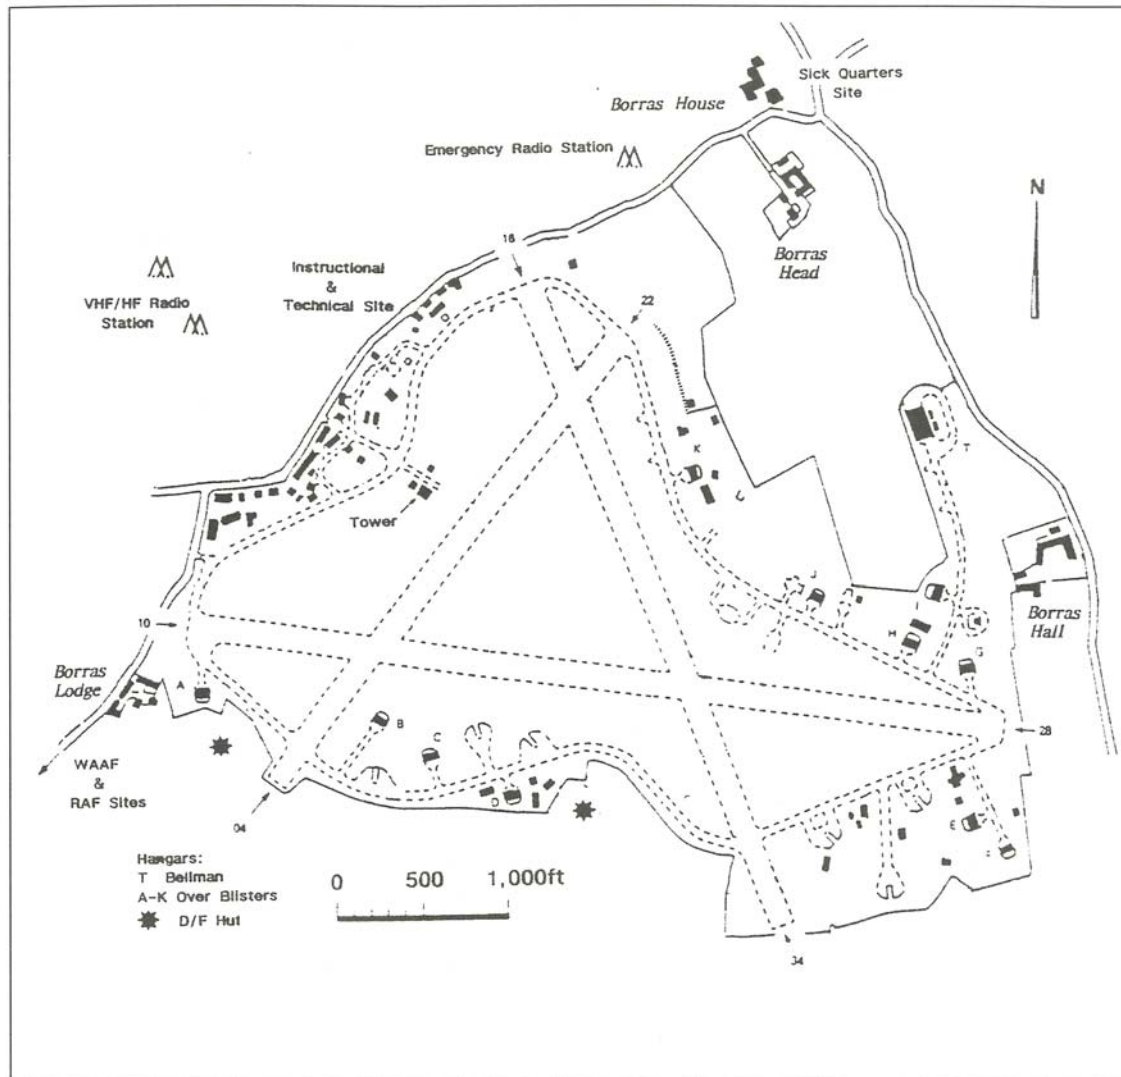 Sick Quarters
Site
Borras House
Emergency Radio Station
N
16
Borras
Head
Instructional
&
Technical Site
VHF/HF Radio
Station
22
K
T
Tower
J
10
H
Borras
Hall
G
Borras
Lodge
A
B
C
28
WAAF
&
RAF Sites
D
E
F
04
Hangars:
T Bellman
A-K Over Blisters
D/F Hut
0 500 1,000ft
34